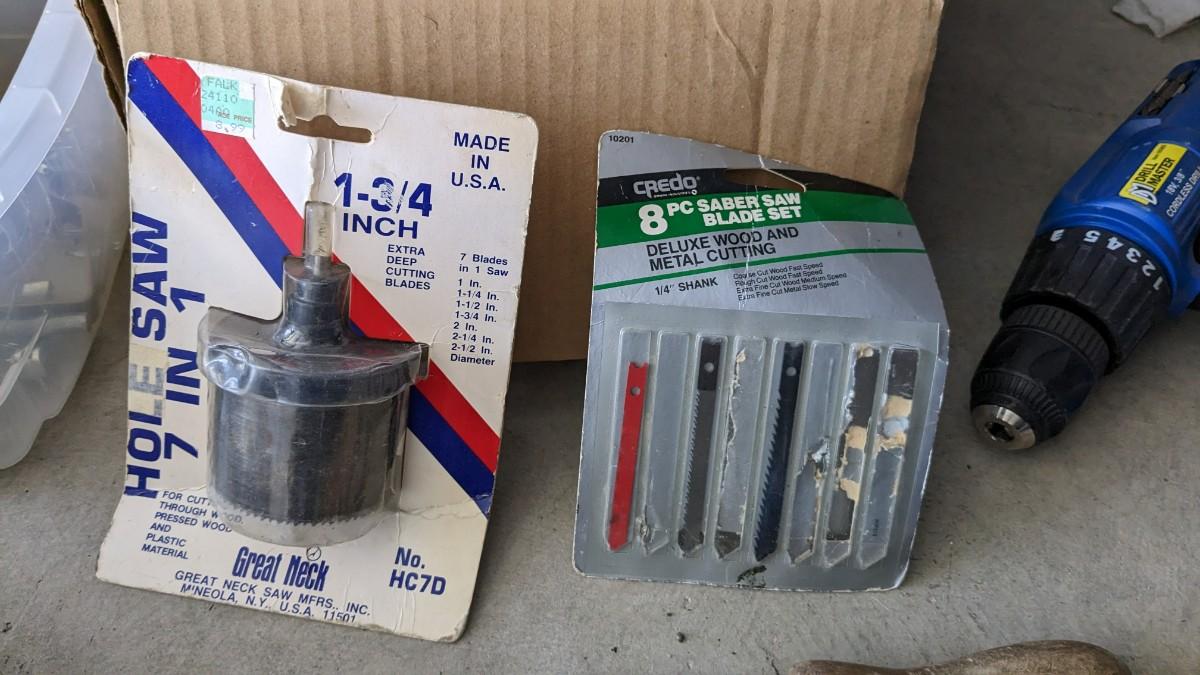 FALK
24110
8.99
MADE
IN
U.S.A.
1-3/4
INCH
EXTRA
DEEP
CUTTING
BLADES
7 Blades
in 1 Saw
1 In.
1-1/4 In.
1-1/2 In.
1-3/4 In.
2 In.
2-1/4 In.
2-1/2 In.
Diameter
HOLE SAW
7 IN 1
FOR CUT
THROUGH WOOD,
PRESSED WOOD
AND
PLASTIC
MATERIAL
Great Neck
GREAT NECK SAW MFRS., INC.
MINEOLA, N.Y., U.S.A. 11501
No.
HC7D
10201
CREDO
8 PC SABER SAW
BLADE SET
DELUXE WOOD AND
METAL CUTTING
1/4" SHANK
Coarse Cut Wood Fast Speed
Rough Cut Wood Fast Speed
Extra Fine Cut Wood Medium Speed
Extra Fine Cut Metal Slow Speed
DRILL
MASTER
18V, 3/8"
CORDLESS
1 2 3 4 5